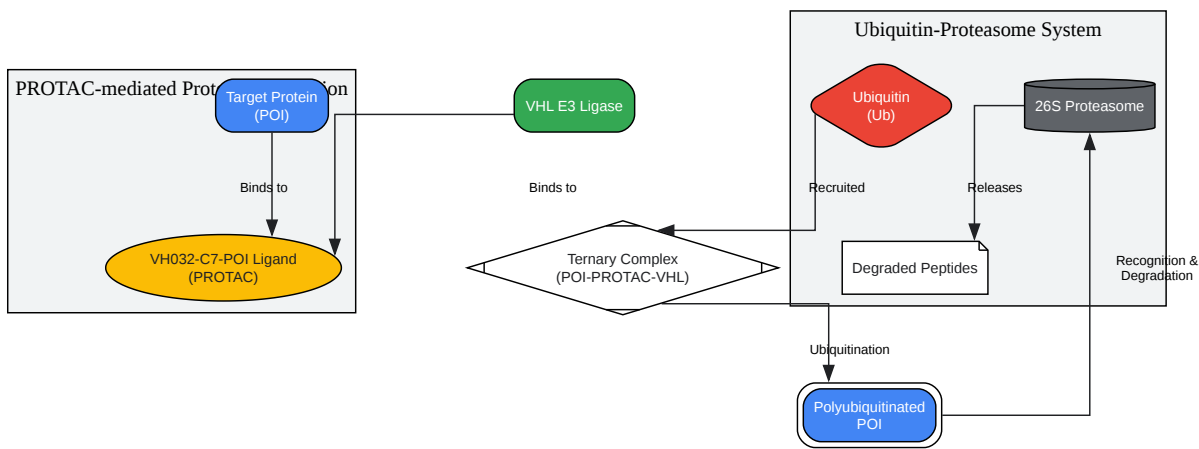 Ubiquitin-Proteasome System
PROTAC-mediated Prote
ion
Target Protein
(POI)
VHL E3 Ligase
Ubiquitin
(Ub)
26S Proteasome
Binds to
Binds to
Recruited
Releases
VH032-C7-POI Ligand
(PROTAC)
Ternary Complex
(POI-PROTAC-VHL)
Degraded Peptides
Recognition &
Degradation
Ubiquitination
Polyubiquitinated
POI